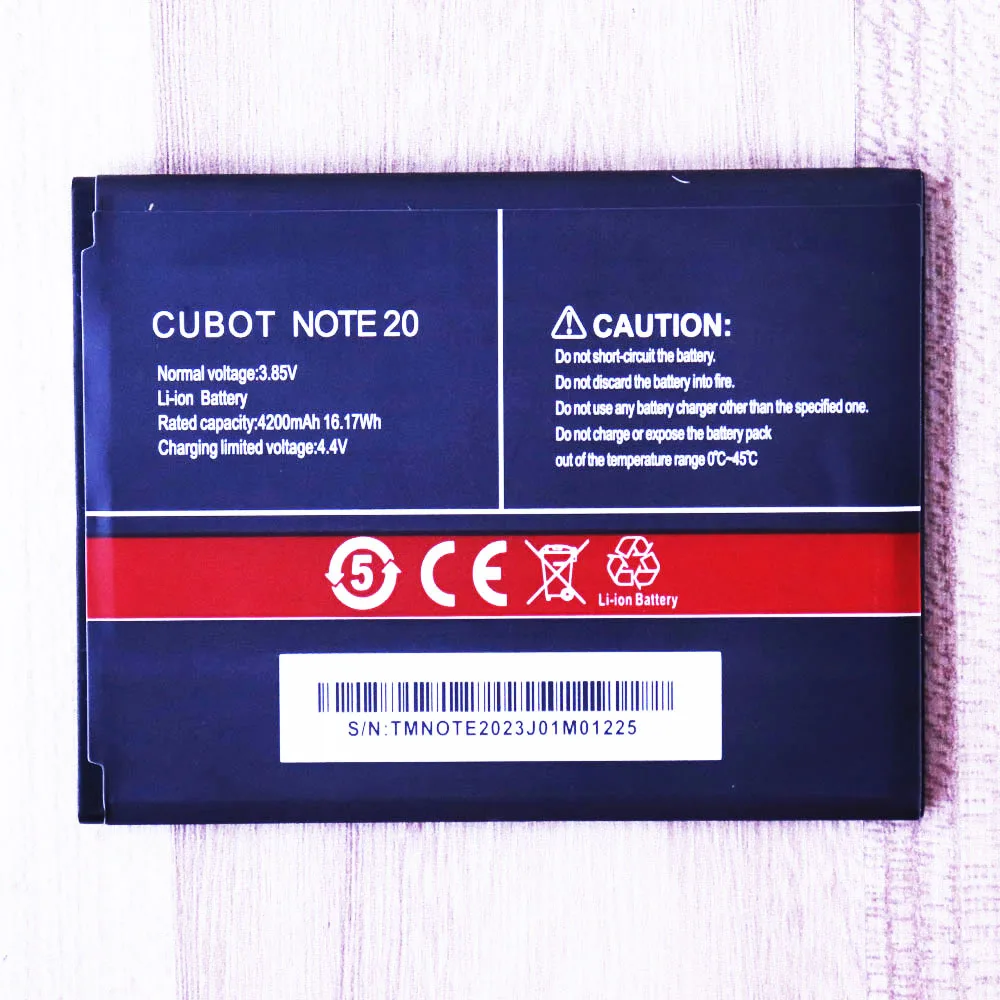 CUBOT NOTE 20
Normal voltage:3.85V
Li-ion Battery
Rated capacity:4200mAh 16.17Wh
Charging limited voltage:4.4V
CAUTION:
Do not short-circuit the battery.
Do not discard the battery into fire.
Do not use any battery charger other than the specified one.
Do not charge or expose the battery pack
out of the temperature range 0℃~45℃
5 CE
Li-ion Battery
S/N:TMNOTE2023J01M01225